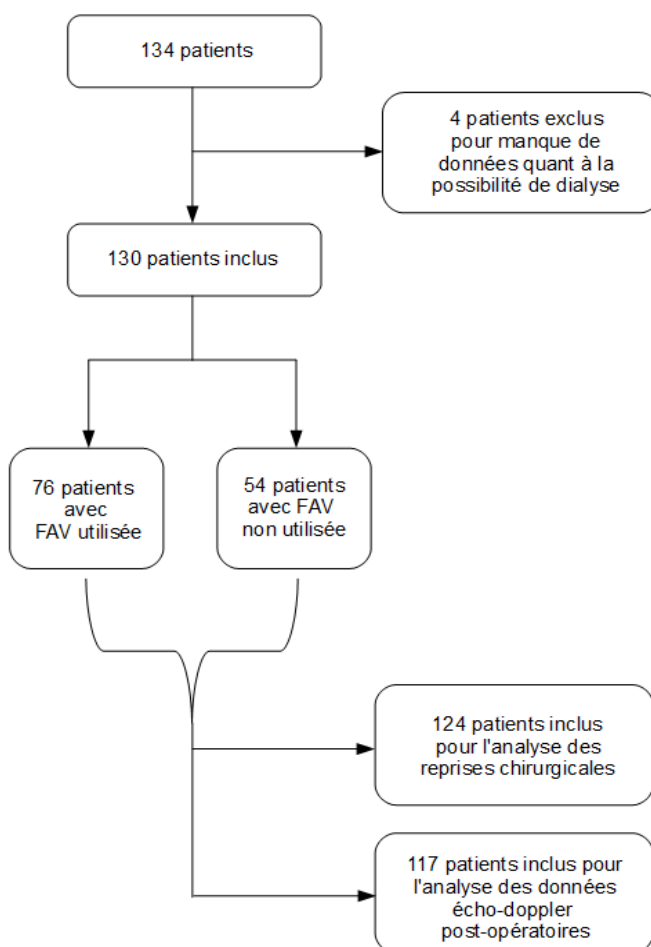 134 patients
4 patients exclus
pour manque de
données quant à la
possibilité de dialyse
130 patients inclus
76 patients
avec
FAV utilisée
54 patients
avec FAV
non utilisée
124 patients inclus
pour l'analyse des
reprises chirurgicales
117 patients inclus pour
l'analyse des données
écho-doppler
post-opératoires